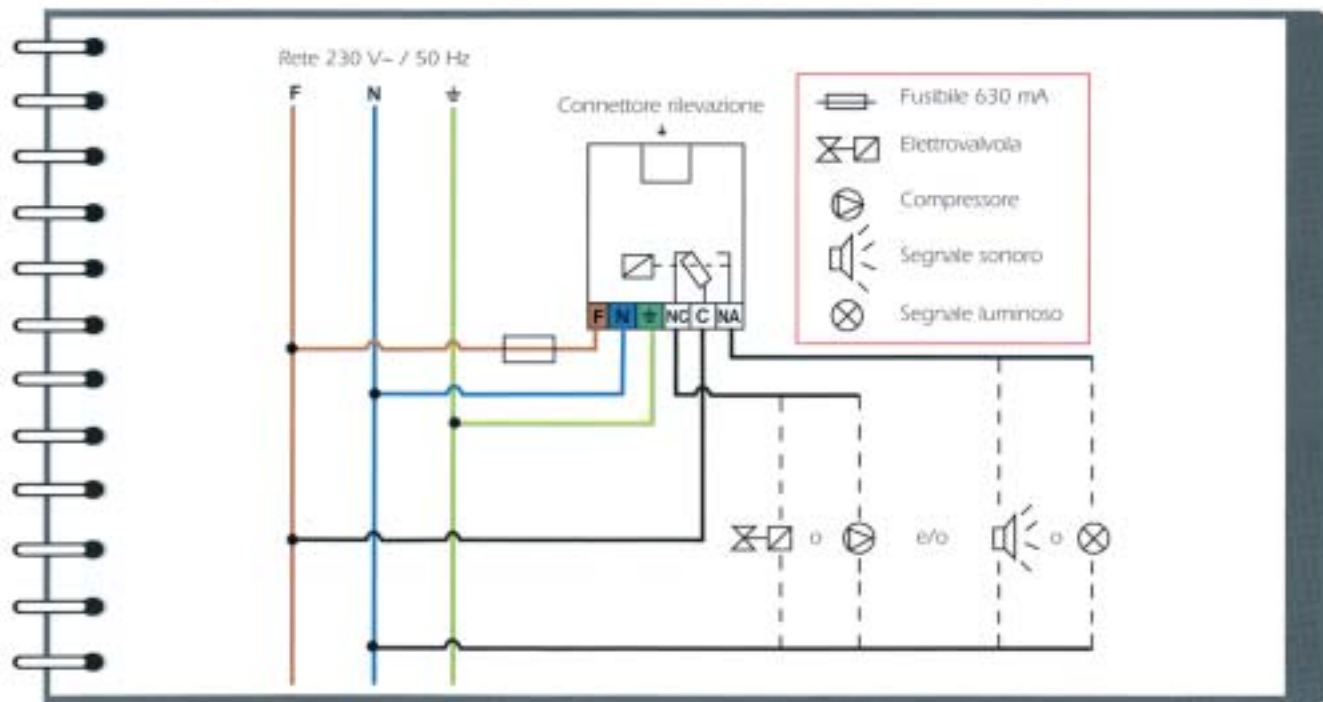 Rete 230 V~ / 50 Hz
F N
Connettore rilevazione
Fusibile 630 mA
Elettrovalvola
Compressore
Segnale sonoro
Segnale luminoso
F N NC C NA
o e/o o